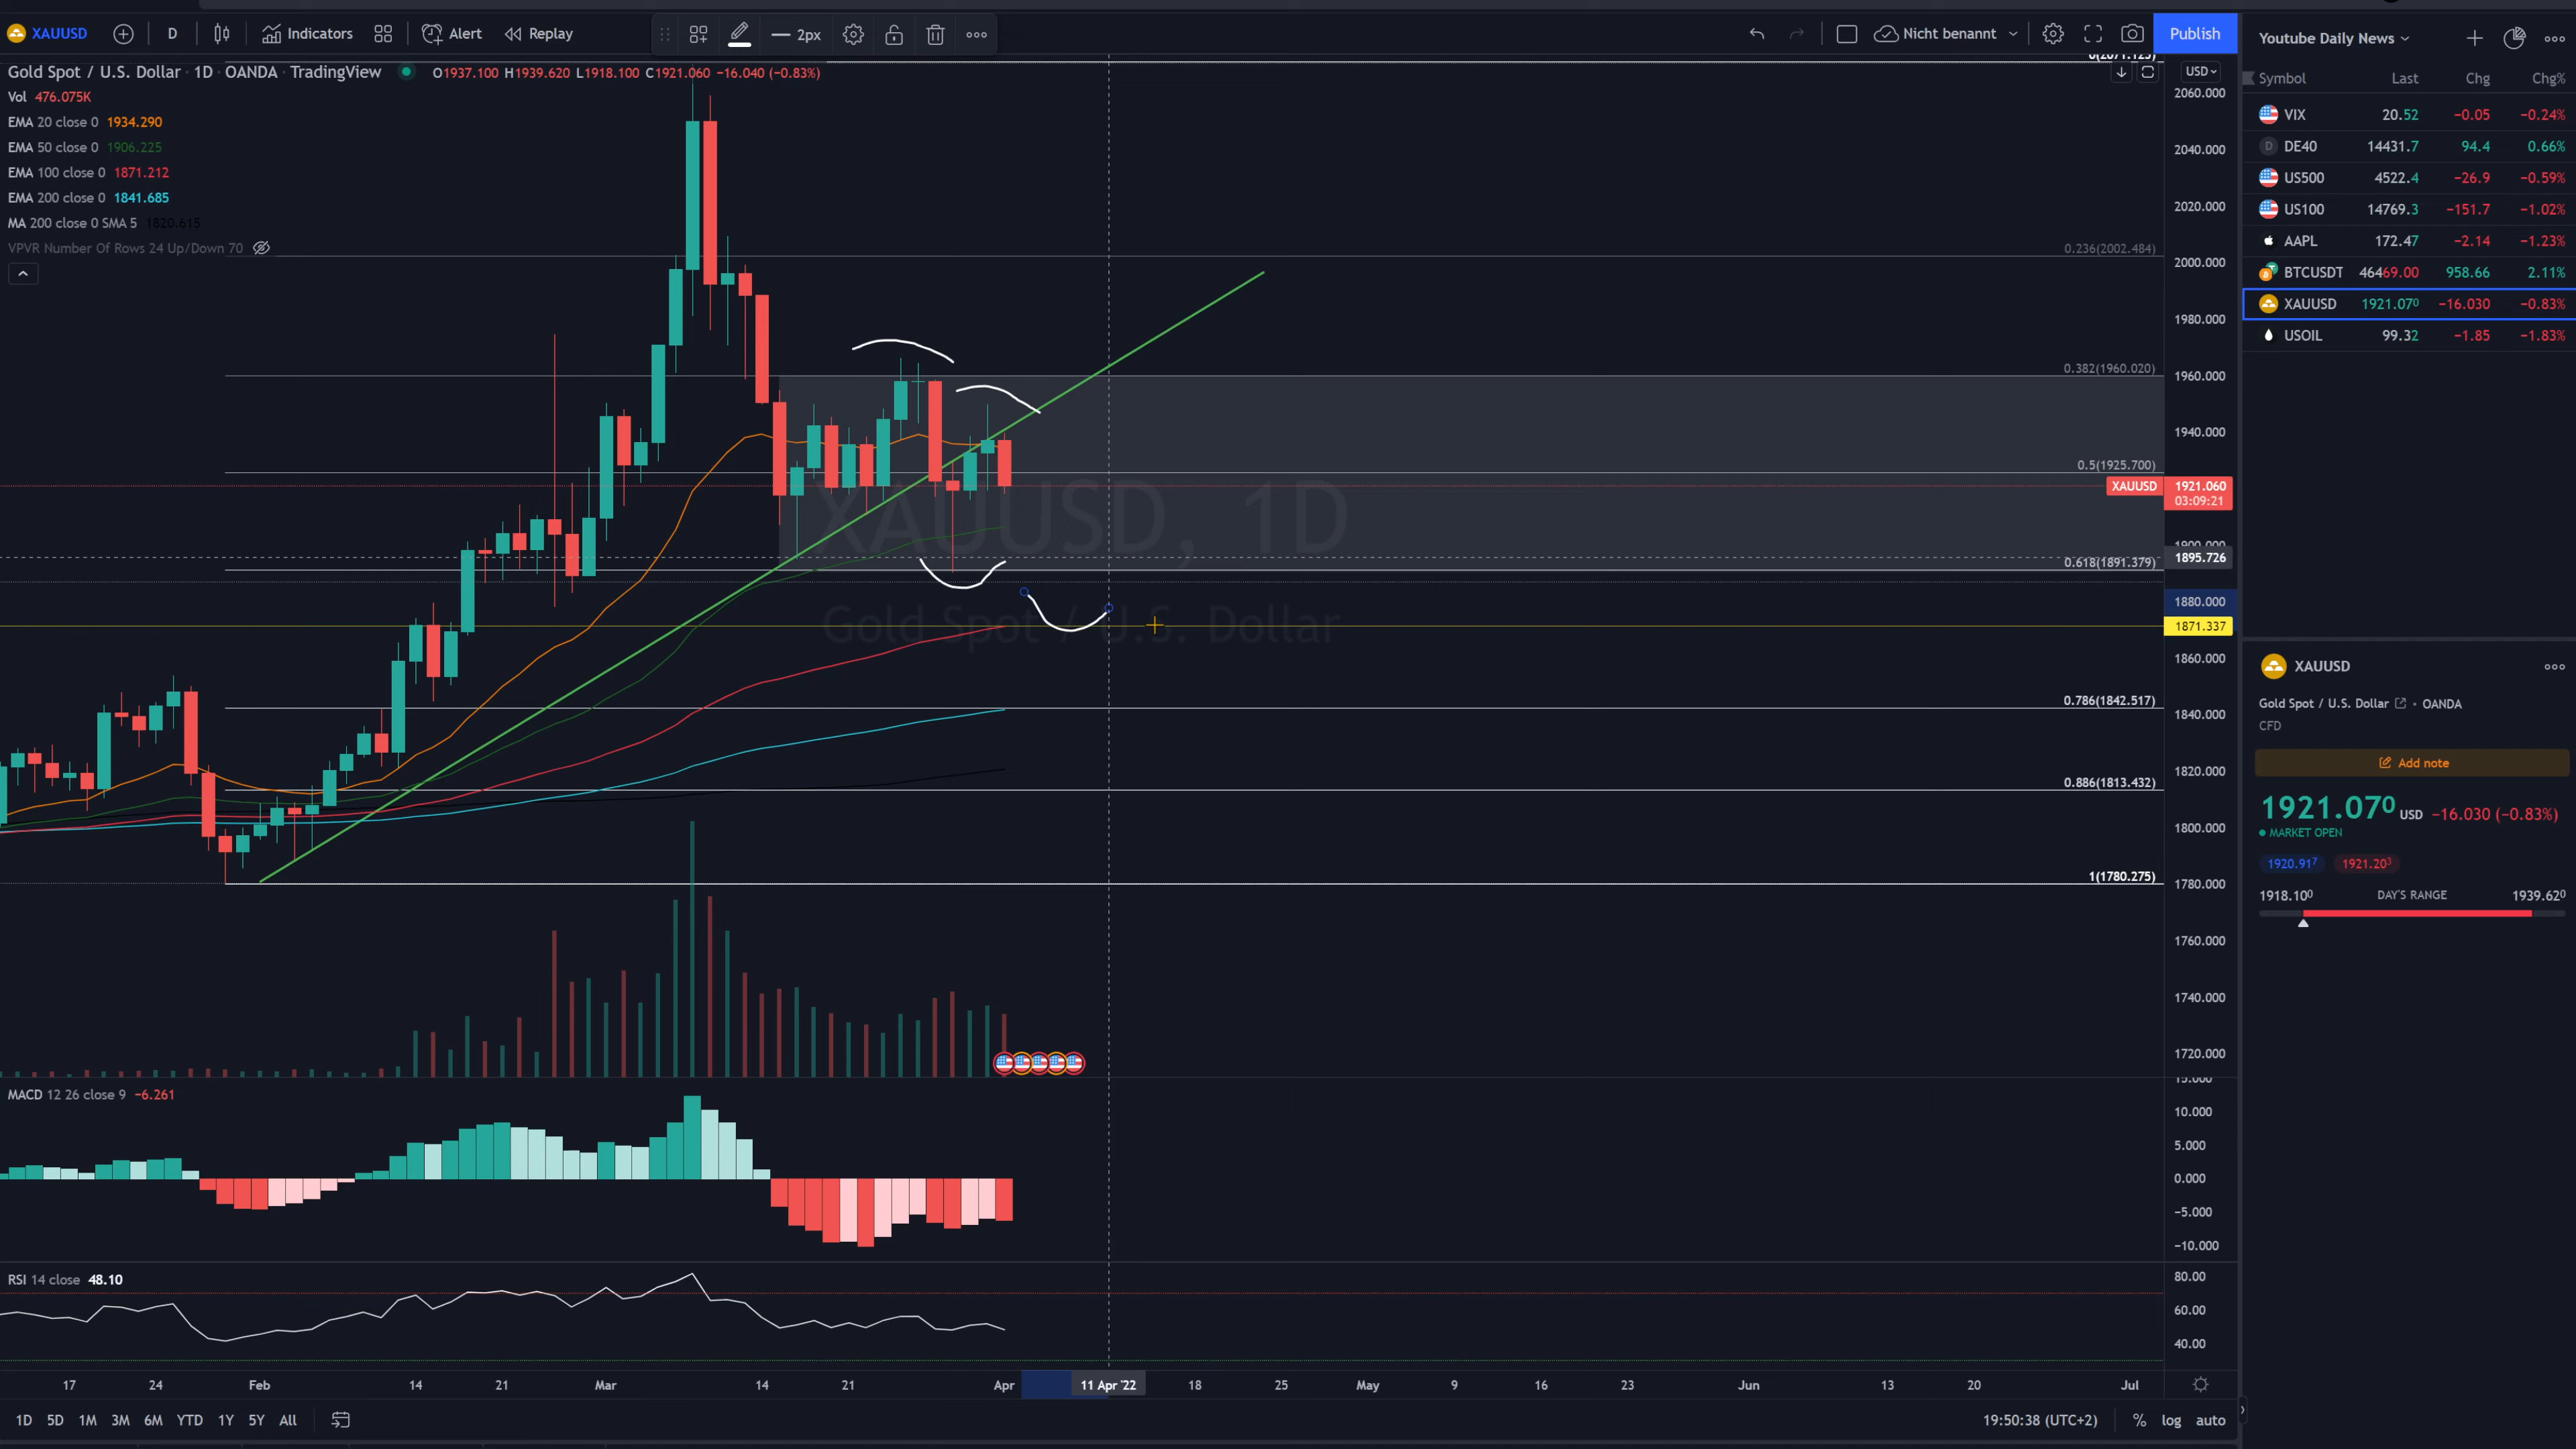 XAUUSD D Indicators Alert Replay 2px Nicht benannt Publish
Gold Spot / U.S. Dollar · 1D · OANDA · TradingView O1937.100 H1939.620 L1918.100 C1921.060 −16.040 (−0.83%)
Vol 476.075K
EMA 20 close 0 1934.290
EMA 50 close 0 1906.225
EMA 100 close 0 1871.212
EMA 200 close 0 1841.685
MA 200 close 0 SMA 5 1820.615
VPVR Number Of Rows 24 Up/Down 70
XAUUSD, 1D
Gold Spot / U.S. Dollar
0(2071.125)
0.236(2002.484)
0.382(1960.020)
0.5(1925.700)
0.618(1891.379)
0.786(1842.517)
0.886(1813.432)
1(1780.275)
USD
2060.000
2040.000
2020.000
2000.000
1980.000
1960.000
1940.000
XAUUSD 1921.060
03:09:21
1900.000
1895.726
1880.000
1871.337
1860.000
1840.000
1820.000
1800.000
1780.000
1760.000
1740.000
1720.000
MACD 12 26 close 9 −6.261
15.000
10.000
5.000
0.000
−5.000
−10.000
RSI 14 close 48.10
80.00
60.00
40.00
17 24 Feb 14 21 Mar 14 21 Apr 11 Apr '22 18 25 May 9 16 23 Jun 13 20 Jul
1D 5D 1M 3M 6M YTD 1Y 5Y All 19:50:38 (UTC+2) % log auto
Youtube Daily News
Symbol Last Chg Chg%
VIX 20.52 −0.05 −0.24%
D DE40 14431.7 94.4 0.66%
US500 4522.4 −26.9 −0.59%
US100 14769.3 −151.7 −1.02%
AAPL 172.47 −2.14 −1.23%
BTCUSDT 46469.00 958.66 2.11%
XAUUSD 1921.070 −16.030 −0.83%
USOIL 99.32 −1.85 −1.83%
XAUUSD
Gold Spot / U.S. Dollar • OANDA
CFD
Add note
1921.070 USD −16.030 (−0.83%)
MARKET OPEN
1920.917 1921.203
1918.100 DAY'S RANGE 1939.620